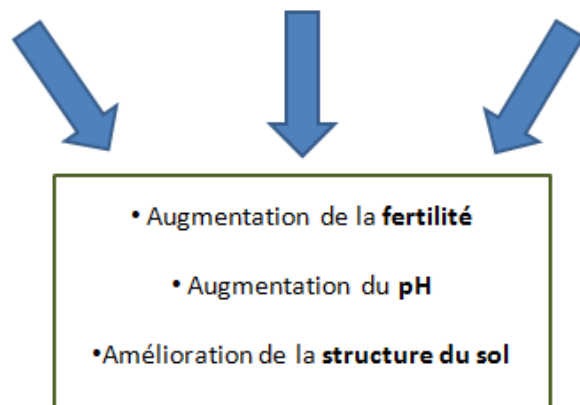 • Augmentation de la fertilité
• Augmentation du pH
•Amélioration de la structure du sol